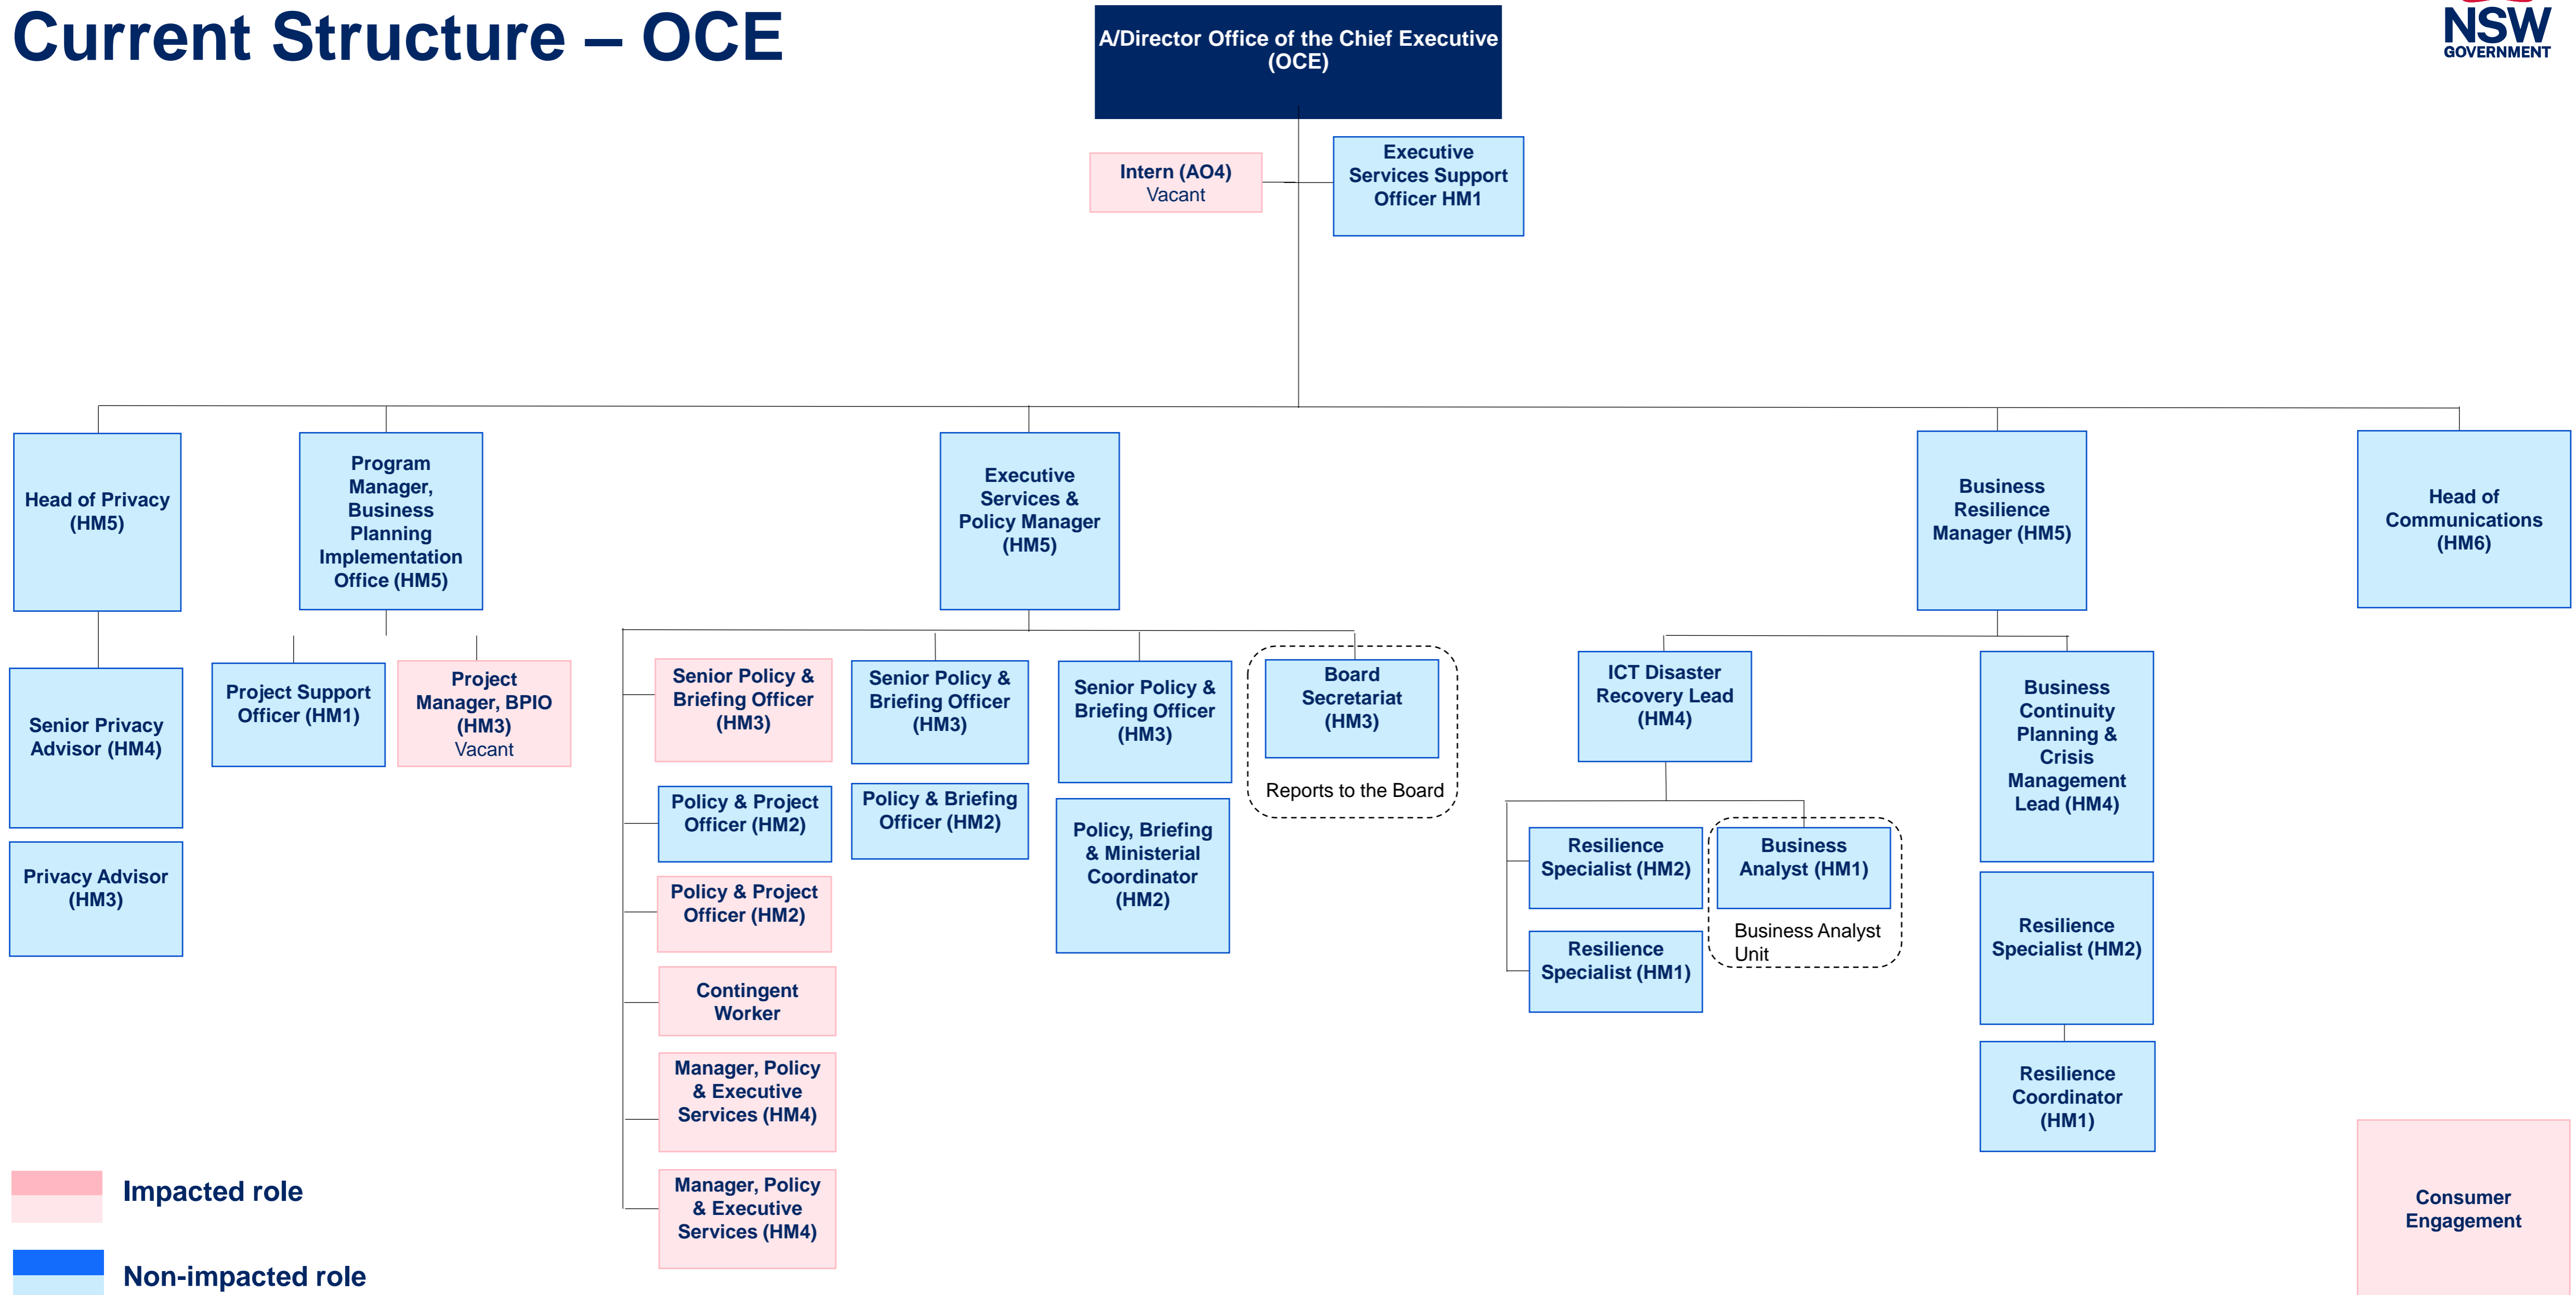 Current Structure – OCE
A/Director Office of the Chief Executive
(OCE)
NSW
GOVERNMENT
Intern (AO4)
Vacant
Executive
Services Support
Officer HM1
Head of Privacy
(HM5)
Program
Manager,
Business
Planning
Implementation
Office (HM5)
Executive
Services &
Policy Manager
(HM5)
Business
Resilience
Manager (HM5)
Head of
Communications
(HM6)
Senior Privacy
Advisor (HM4)
Privacy Advisor
(HM3)
Project Support
Officer (HM1)
Project
Manager, BPIO
(HM3)
Vacant
Senior Policy &
Briefing Officer
(HM3)
Policy & Project
Officer (HM2)
Policy & Project
Officer (HM2)
Contingent
Worker
Manager, Policy
& Executive
Services (HM4)
Manager, Policy
& Executive
Services (HM4)
Senior Policy &
Briefing Officer
(HM3)
Policy & Briefing
Officer (HM2)
Senior Policy &
Briefing Officer
(HM3)
Policy, Briefing
& Ministerial
Coordinator
(HM2)
Board
Secretariat
(HM3)
Reports to the Board
ICT Disaster
Recovery Lead
(HM4)
Resilience
Specialist (HM2)
Resilience
Specialist (HM1)
Business
Analyst (HM1)
Business Analyst
Unit
Business
Continuity
Planning &
Crisis
Management
Lead (HM4)
Resilience
Specialist (HM2)
Resilience
Coordinator
(HM1)
Consumer
Engagement
Impacted role
Non-impacted role